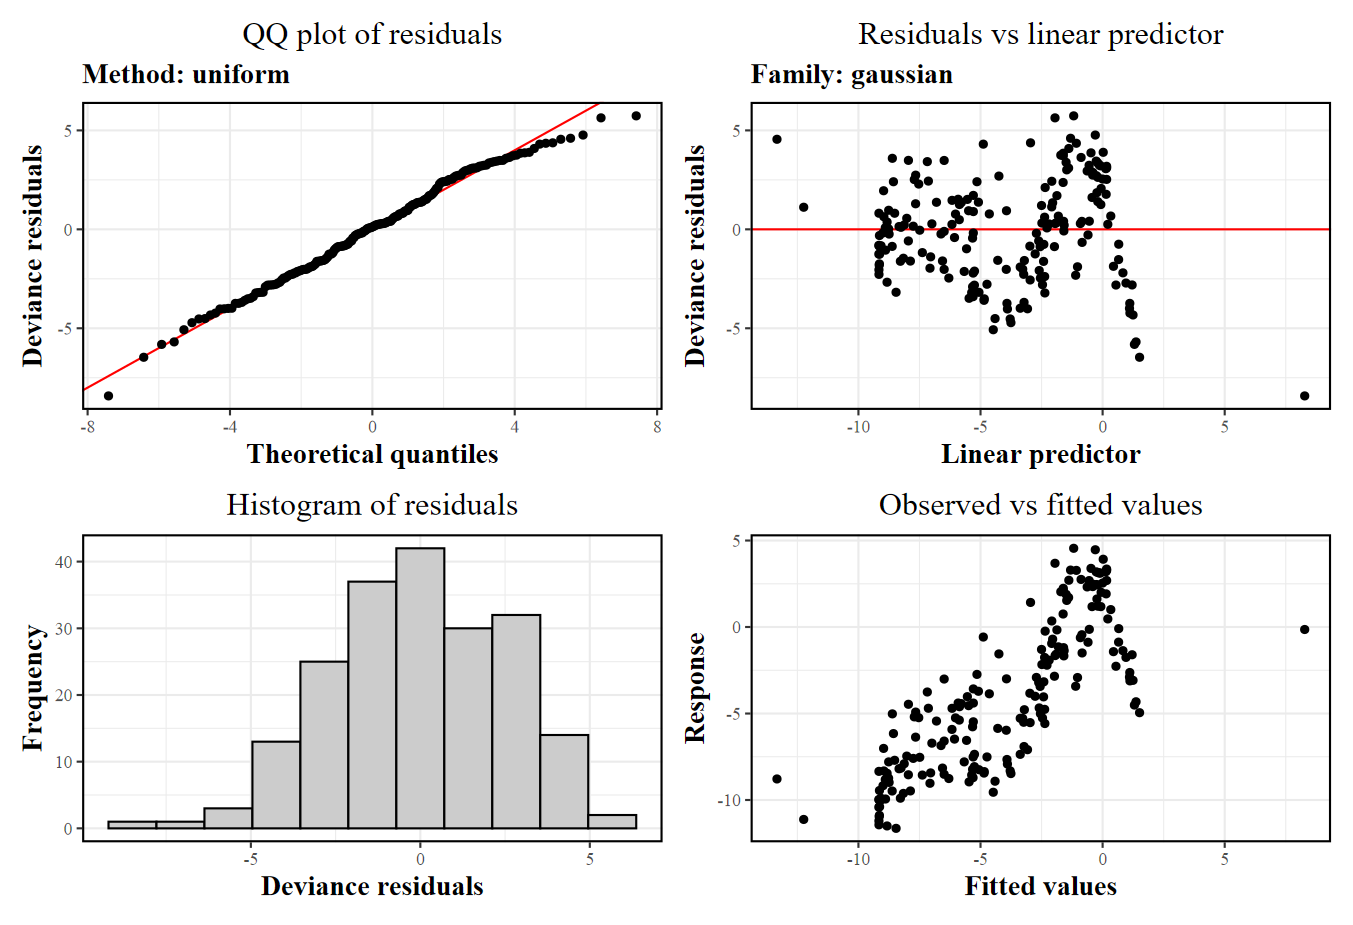 QQ plot of residuals
Method: uniform
Deviance residuals
5
0
-5
-8
-4
0
4
8
Theoretical quantiles
Residuals vs linear predictor
Family: gaussian
Deviance residuals
5
0
-5
-10
-5
0
5
Linear predictor
Histogram of residuals
Frequency
40
30
20
10
0
-5
0
5
Deviance residuals
Observed vs fitted values
Response
5
0
-5
-10
-10
-5
0
5
Fitted values